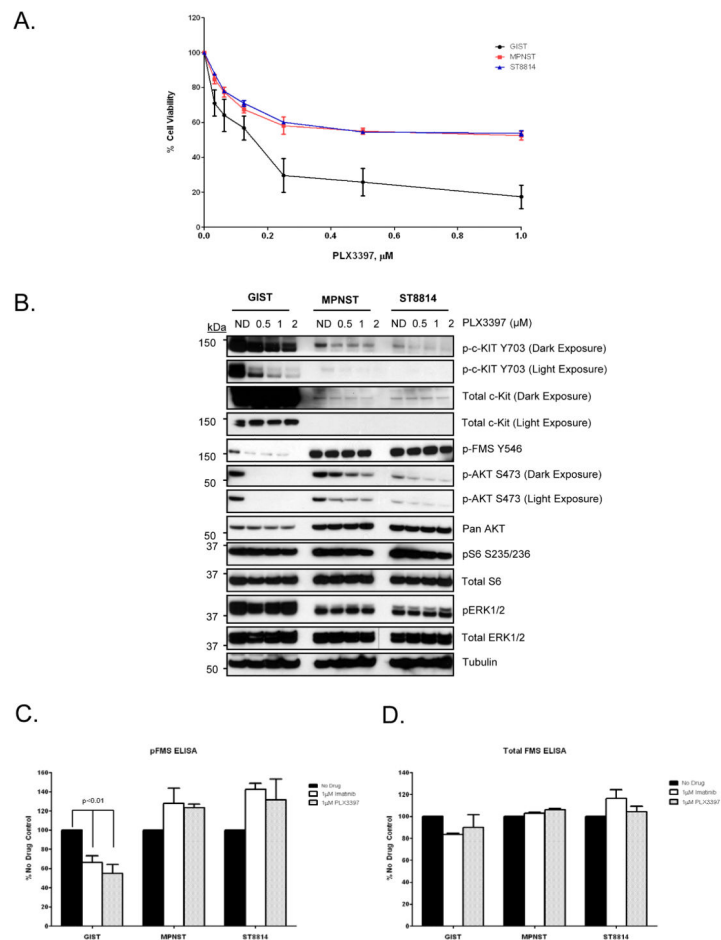 A.
GIST
MPNST
ST8814
120
100
80
60
40
20
0
% Cell Viability
0.0 0.2 0.4 0.6 0.8 1.0
PLX3397, μM
B.
GIST MPNST ST8814
kDa ND 0.5 1 2 ND 0.5 1 2 ND 0.5 1 2 PLX3397 (μM)
150 p-c-KIT Y703 (Dark Exposure)
p-c-KIT Y703 (Light Exposure)
Total c-Kit (Dark Exposure)
150 Total c-Kit (Light Exposure)
150 p-FMS Y546
50 p-AKT S473 (Dark Exposure)
p-AKT S473 (Light Exposure)
50 Pan AKT
37 pS6 S235/236
37 Total S6
37 pERK1/2
37 Total ERK1/2
50 Tubulin
C.
pFMS ELISA
160
140
120
100
80
60
40
20
0
% No Drug Control
p<0.01
No Drug
1μM Imatinib
1μM PLX3397
GIST MPNST ST8814
D.
Total FMS ELISA
140
120
100
80
60
40
20
0
% No Drug Control
No Drug
1μM Imatinib
1μM PLX3397
GIST MPNST ST8814